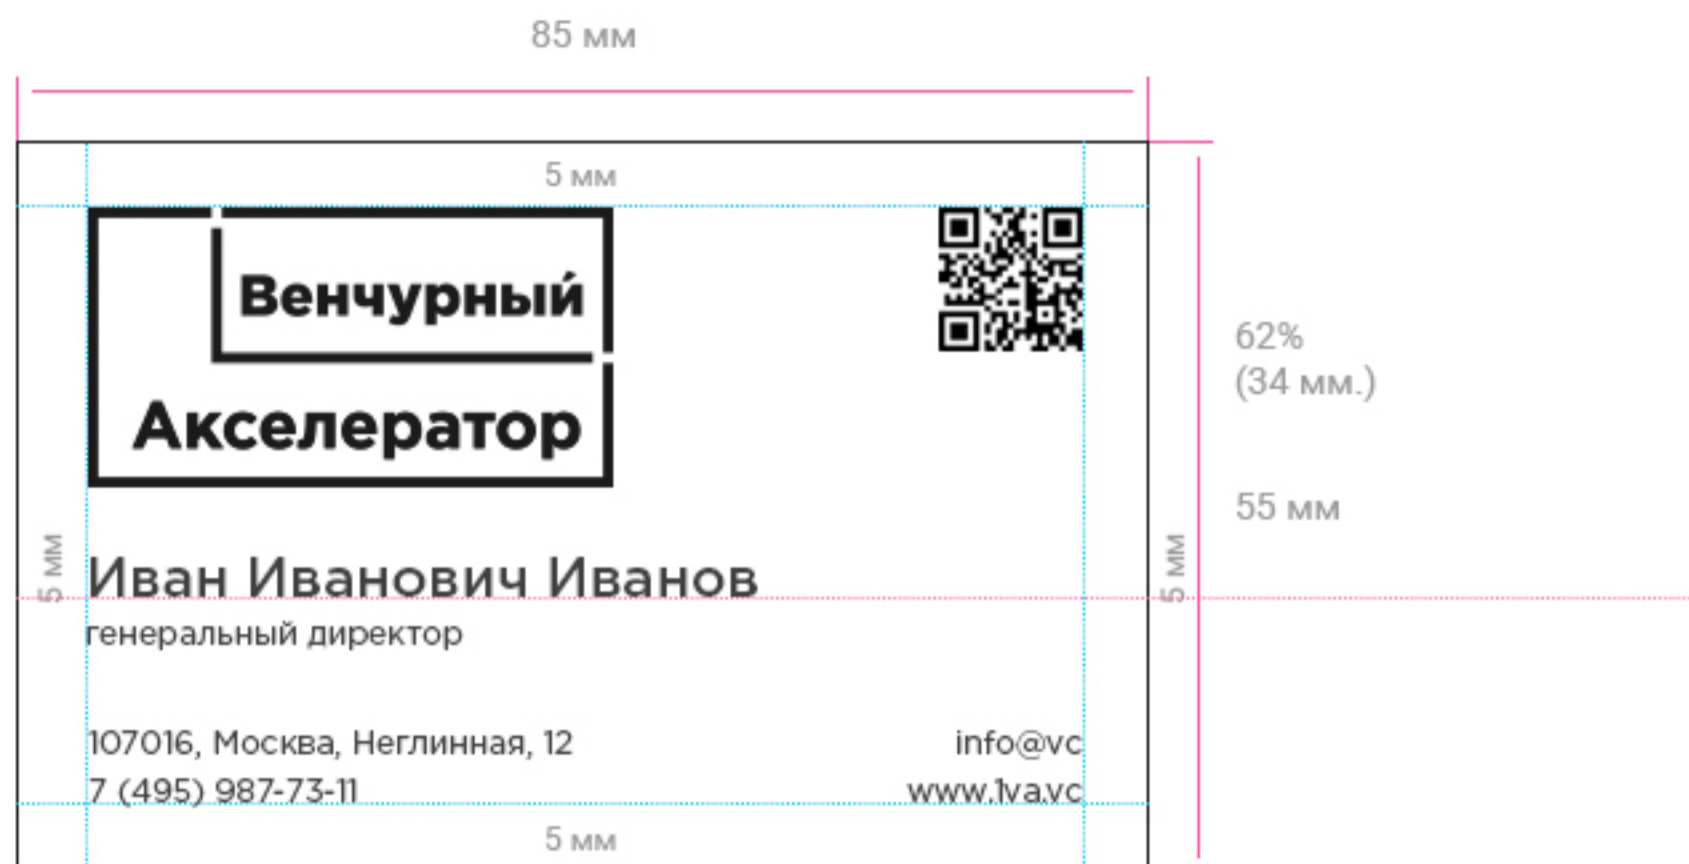 85 мм
5 мм
Венчурный
Акселератор
62%
(34 мм.)
55 мм
5 мм
5 мм
Иван Иванович Иванов
генеральный директор
107016, Москва, Неглинная, 12
info@vc
7 (495) 987-73-11
www.1va.vc
5 мм